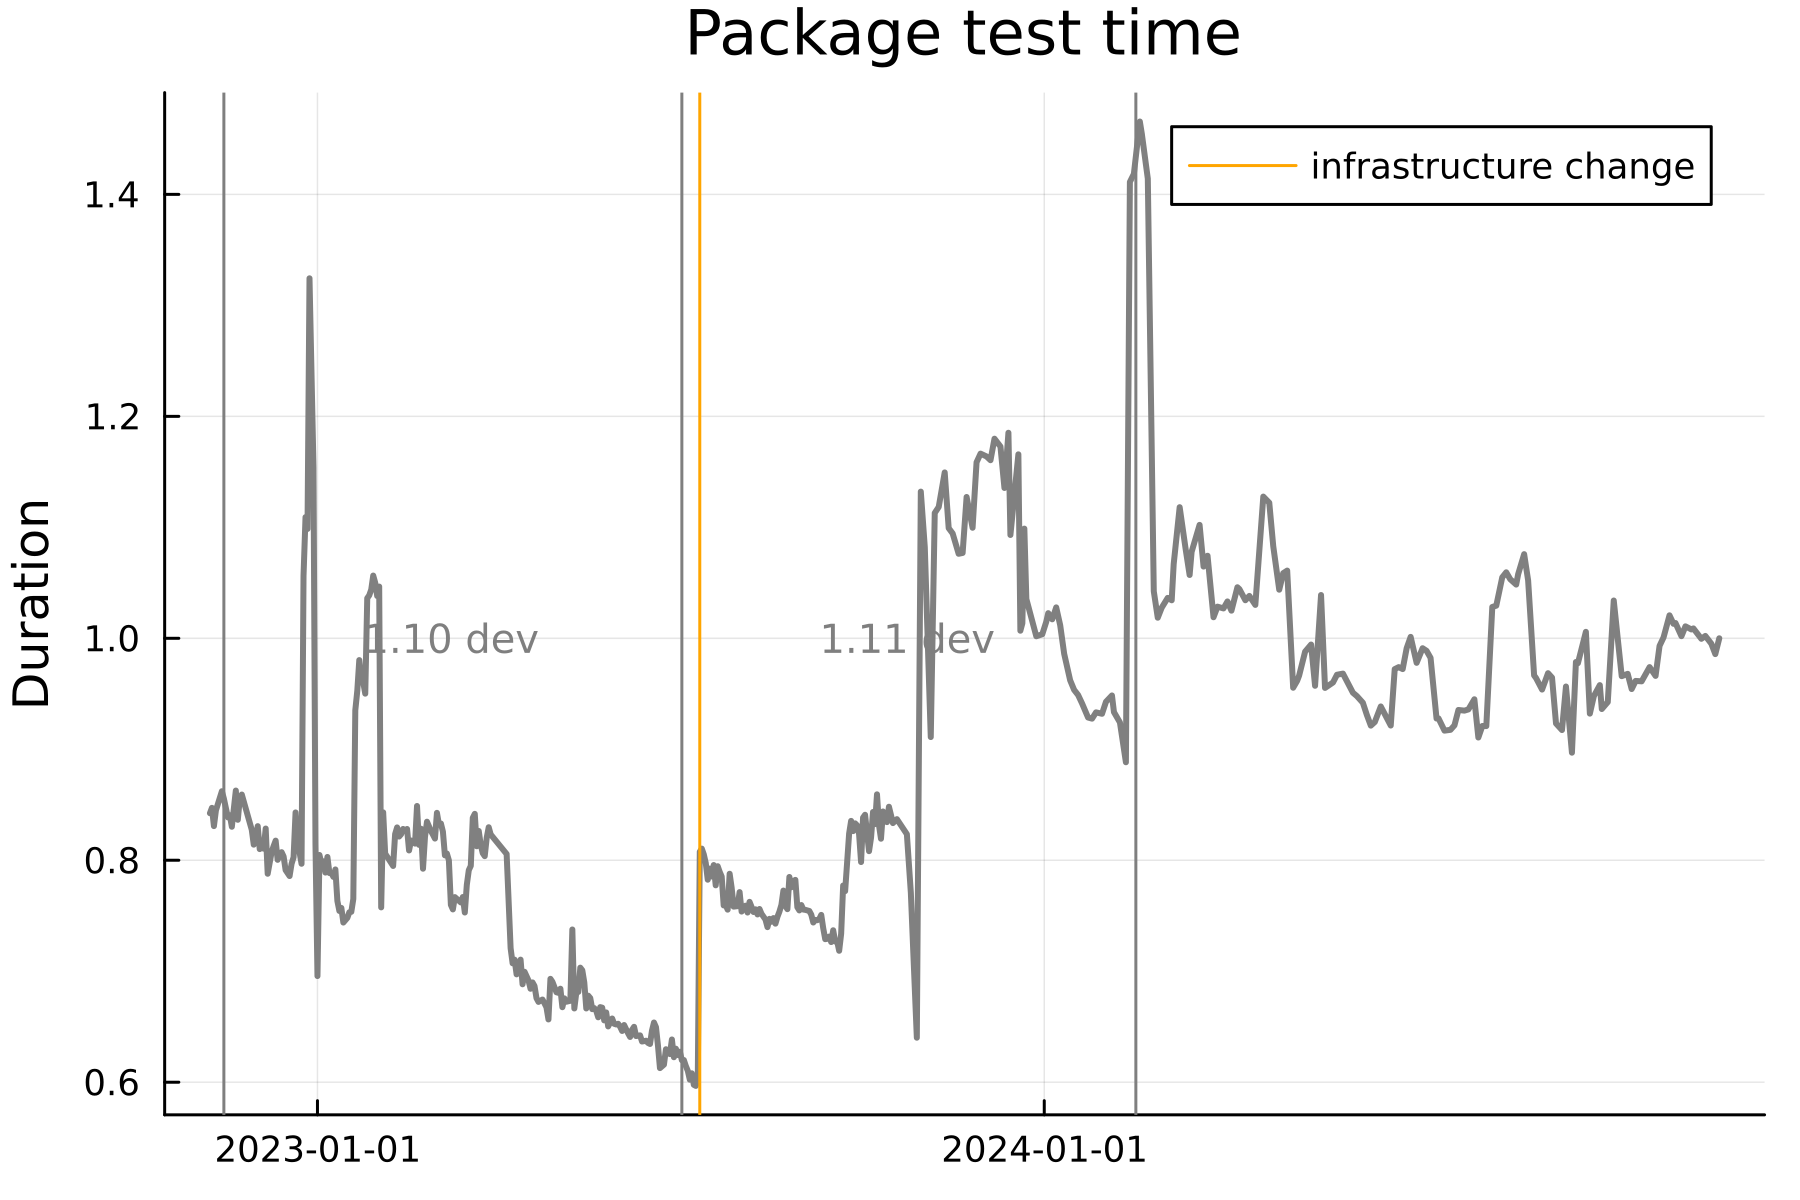 Package test time
infrastructure change
Duration
1.4
1.2
1.0
0.8
0.6
1.10 dev
1.11 dev
2023-01-01
2024-01-01